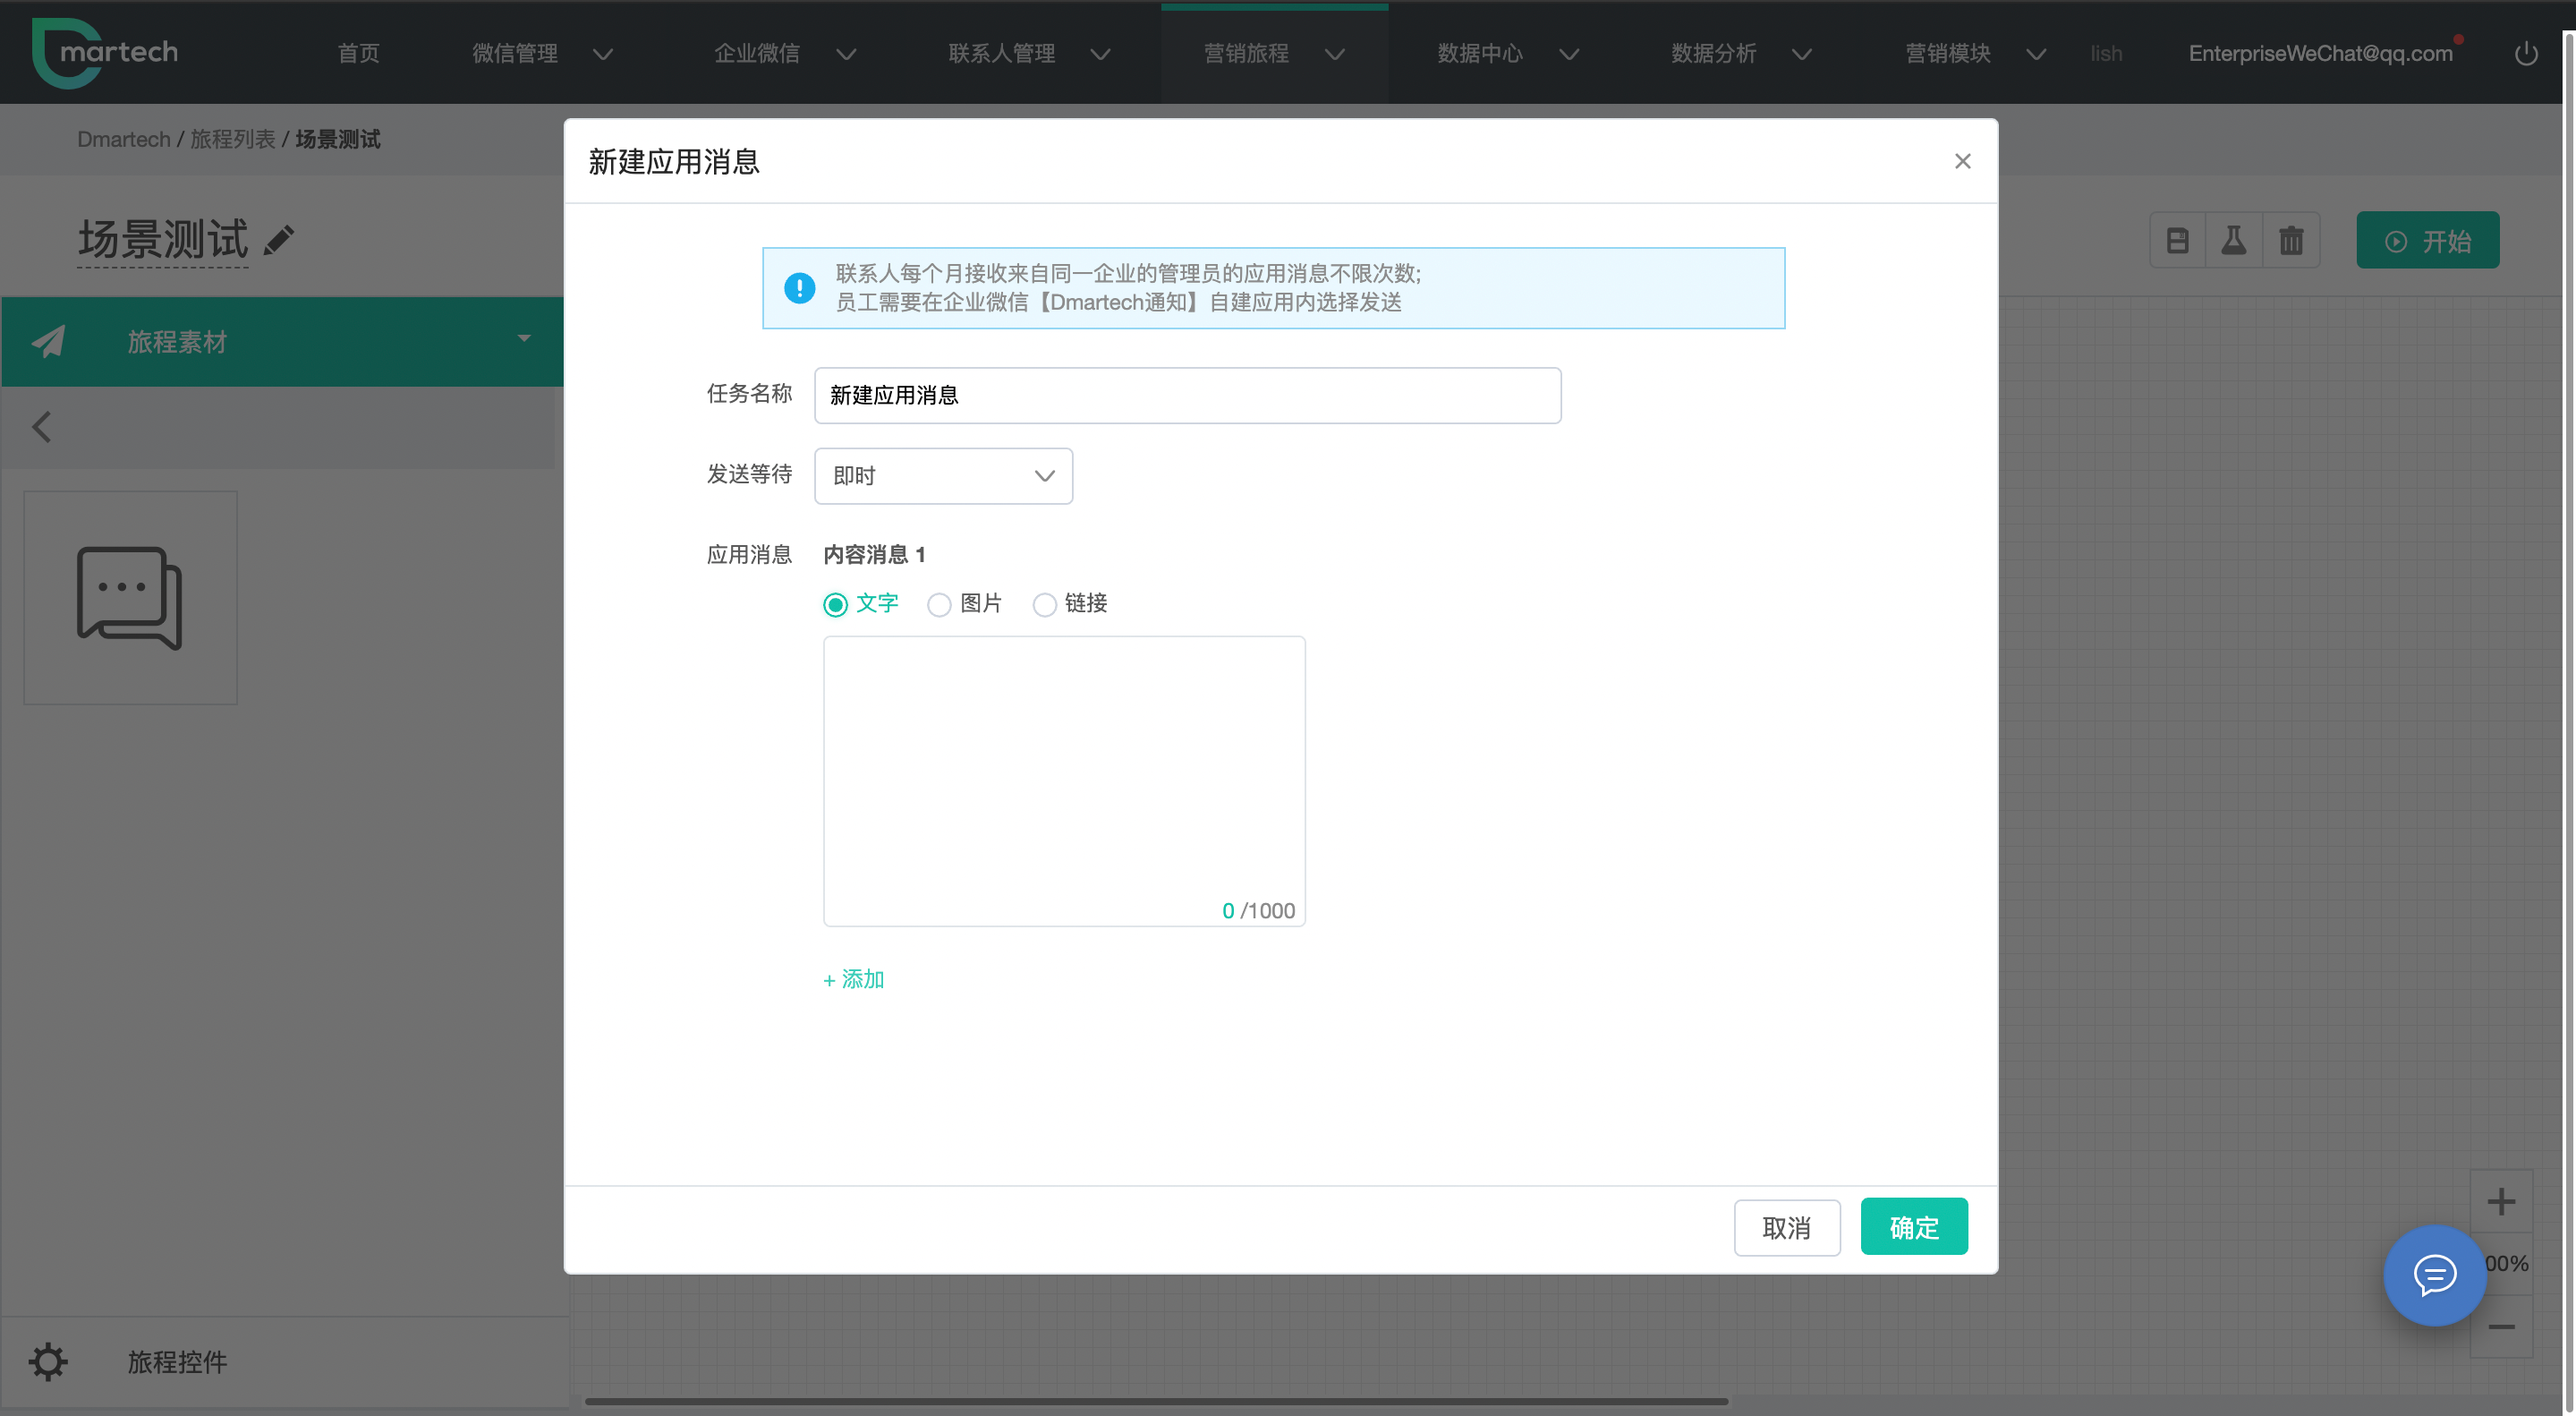 martech
首页 微信管理 企业微信 联系人管理 营销旅程 数据中心 数据分析 营销模块 lish EnterpriseWeChat@qq.com
Dmartech / 旅程列表 / 场景测试
新建应用消息
场景测试
开始
联系人每个月接收来自同一企业的管理员的应用消息不限次数;
员工需要在企业微信【Dmartech通知】自建应用内选择发送
旅程素材
任务名称 新建应用消息
发送等待 即时
应用消息 内容消息 1
文字 图片 链接
0 /1000
+ 添加
取消 确定
00%
旅程控件